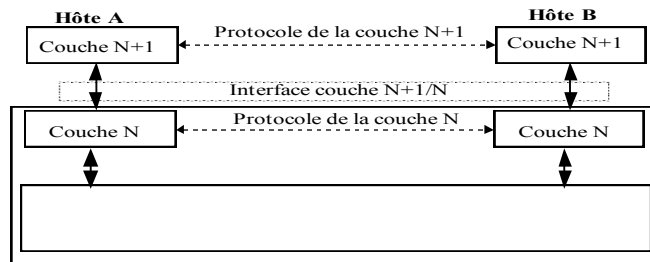 Hôte A
Hôte B
Couche N+1
Protocole de la couche N+1
Couche N+1
Interface couche N+1/N
Couche N
Protocole de la couche N
Couche N